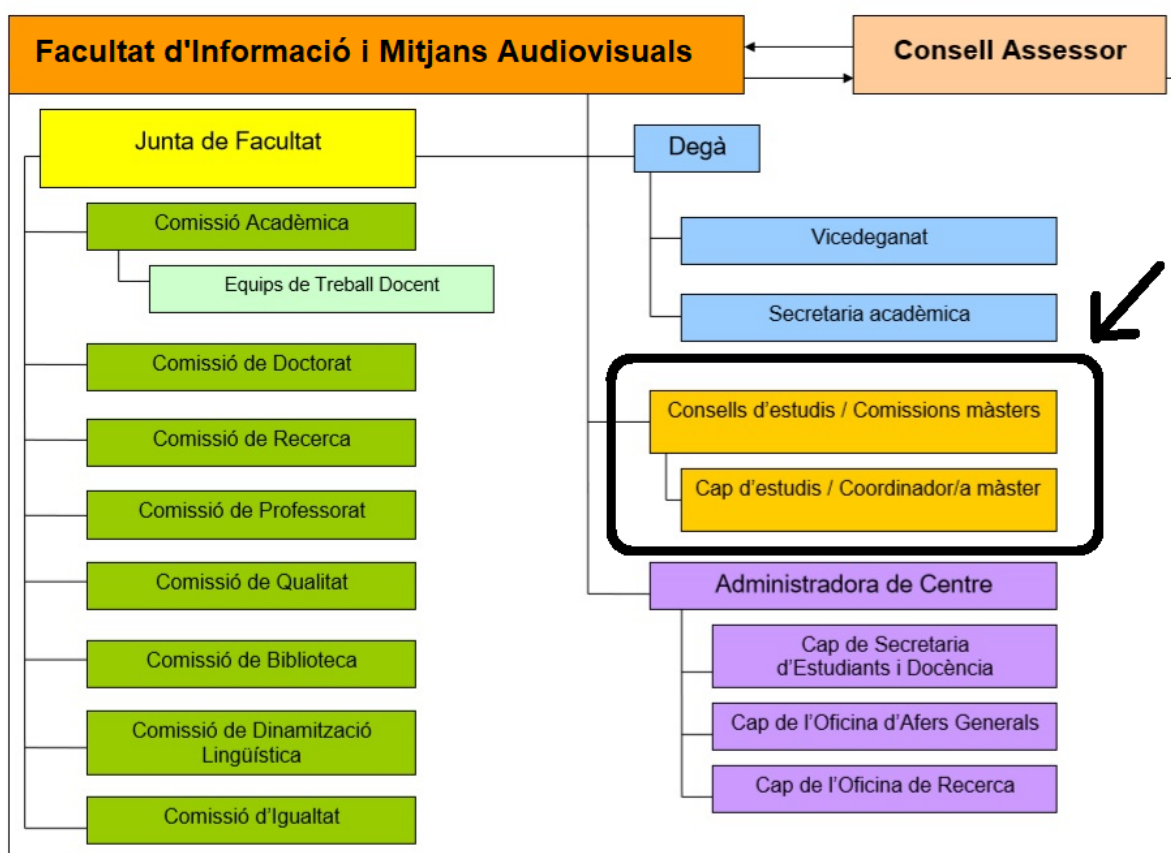 Facultat d'Informació i Mitjans Audiovisuals
Consell Assessor
Junta de Facultat
Comissió Acadèmica
Equips de Treball Docent
Comissió de Doctorat
Comissió de Recerca
Comissió de Professorat
Comissió de Qualitat
Comissió de Biblioteca
Comissió de Dinamització
Lingüística
Comissió d’Igualtat
Degà
Vicedeganat
Secretaria acadèmica
Consells d’estudis / Comissions màsters
Cap d’estudis / Coordinador/a màster
Administradora de Centre
Cap de Secretaria
d’Estudiants i Docència
Cap de l’Oficina d’Afers Generals
Cap de l’Oficina de Recerca